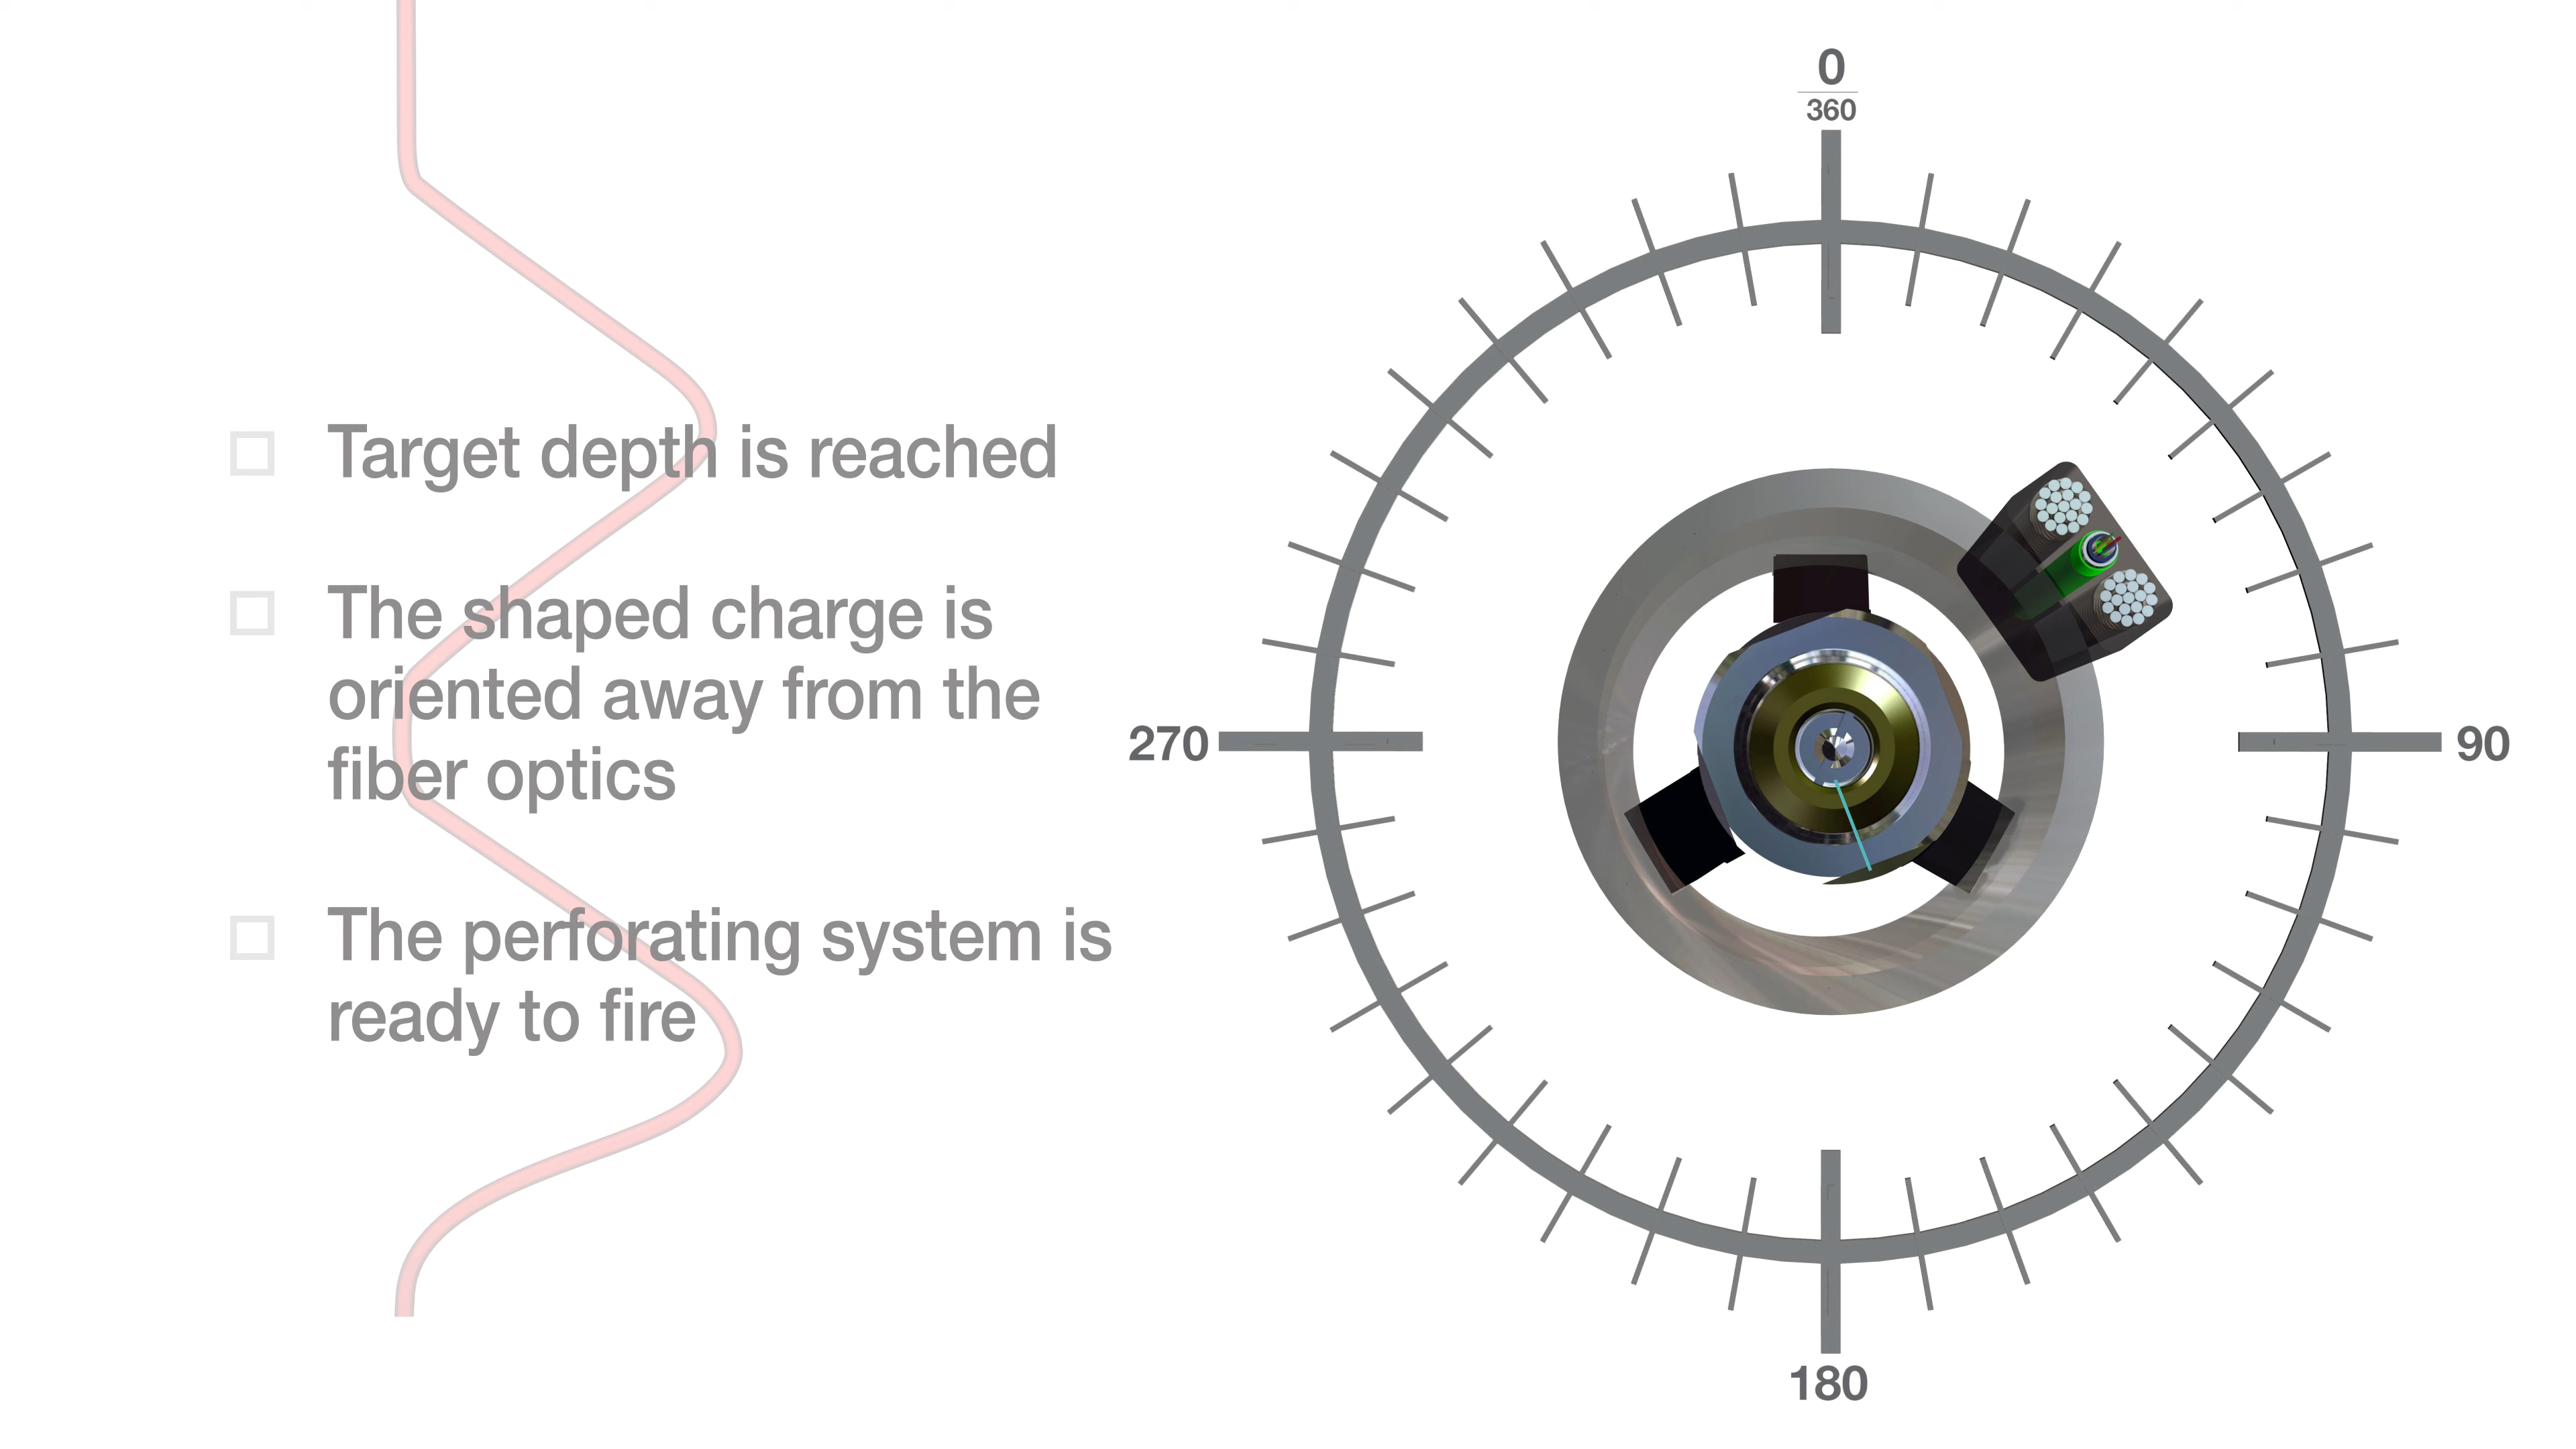 Target depth is reached
The shaped charge is
oriented away from the
fiber optics
The perforating system is
ready to fire
0
360
270
90
180